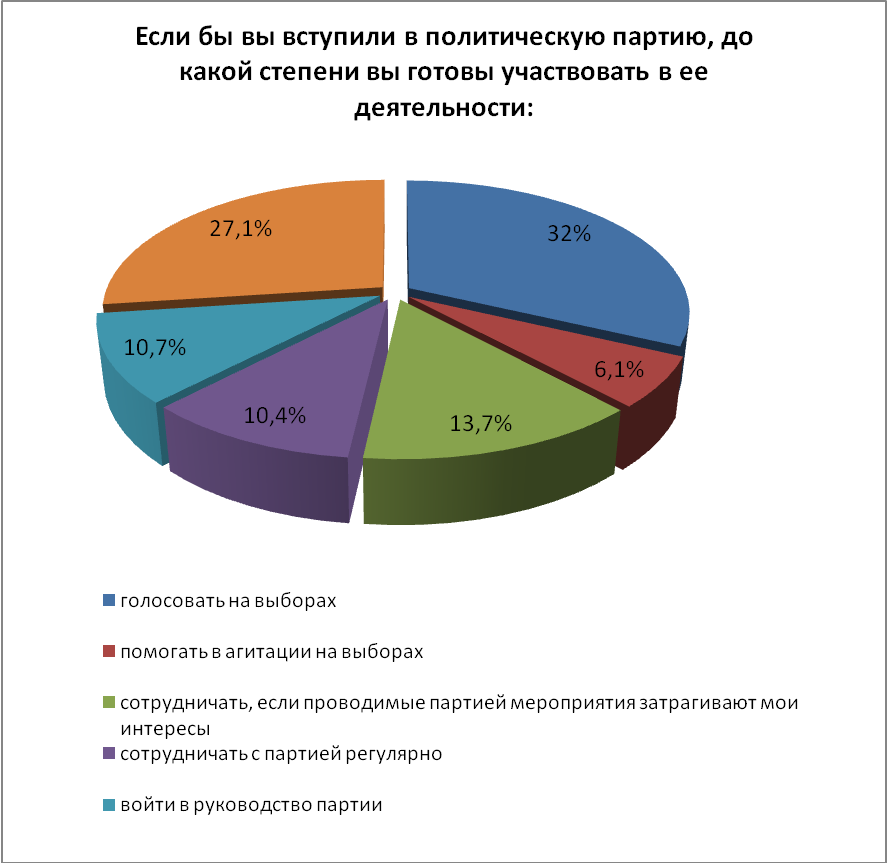 Если бы вы вступили в политическую партию, до
какой степени вы готовы участвовать в ее
деятельности:
27,1%
32%
10,7%
6,1%
10,4%
13,7%
голосовать на выборах
помогать в агитации на выборах
сотрудничать, если проводимые партией мероприятия затрагивают мои
интересы
сотрудничать с партией регулярно
войти в руководство партии